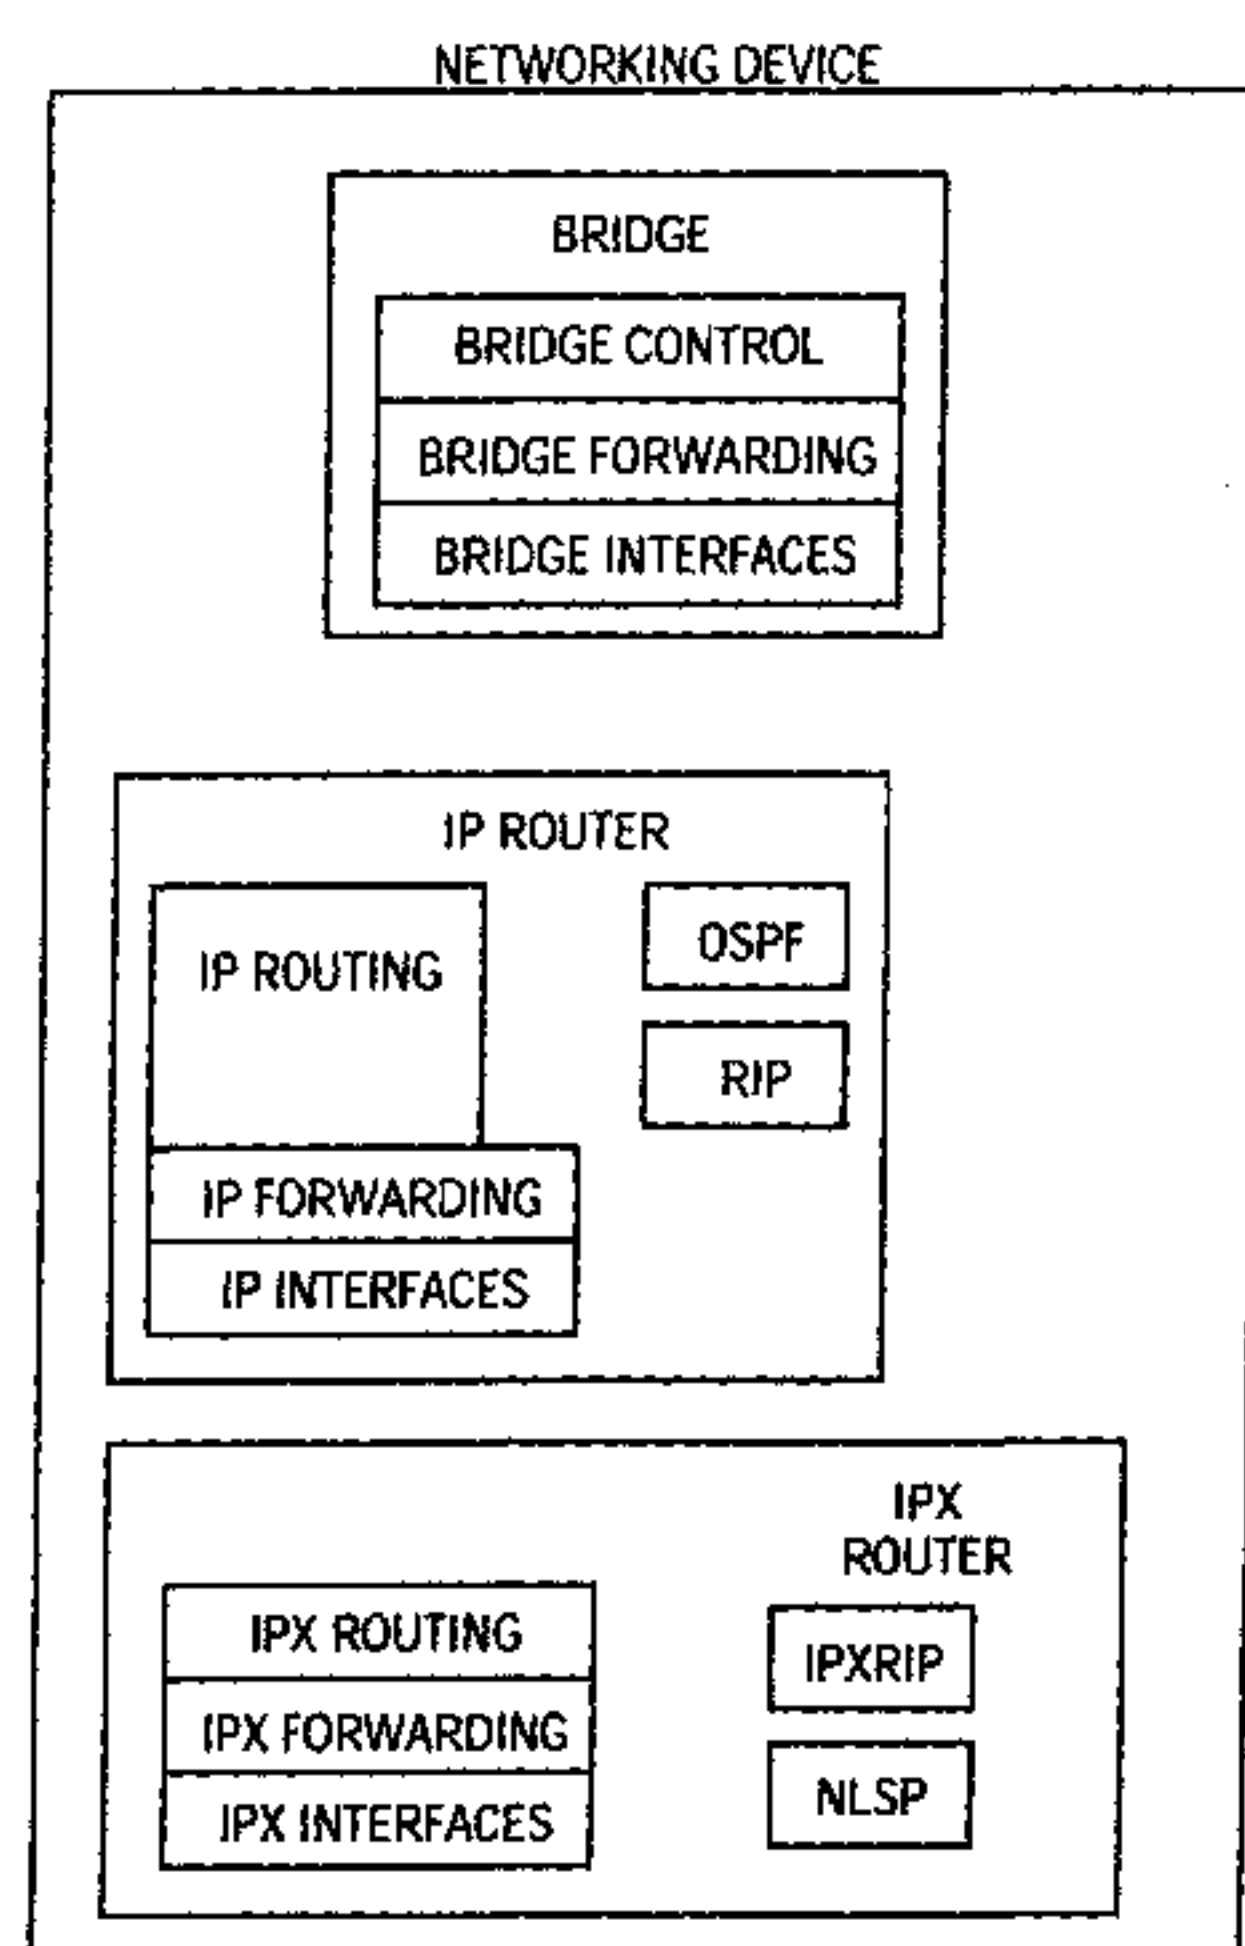 NETWORKING DEVICE
BRIDGE
BRIDGE CONTROL
BRIDGE FORWARDING
BRIDGE INTERFACES
IP ROUTER
IP ROUTING
OSPF
RIP
IP FORWARDING
IP INTERFACES
IPX
ROUTER
IPX ROUTING
IPX FORWARDING
IPX INTERFACES
IPXRIP
NLSP